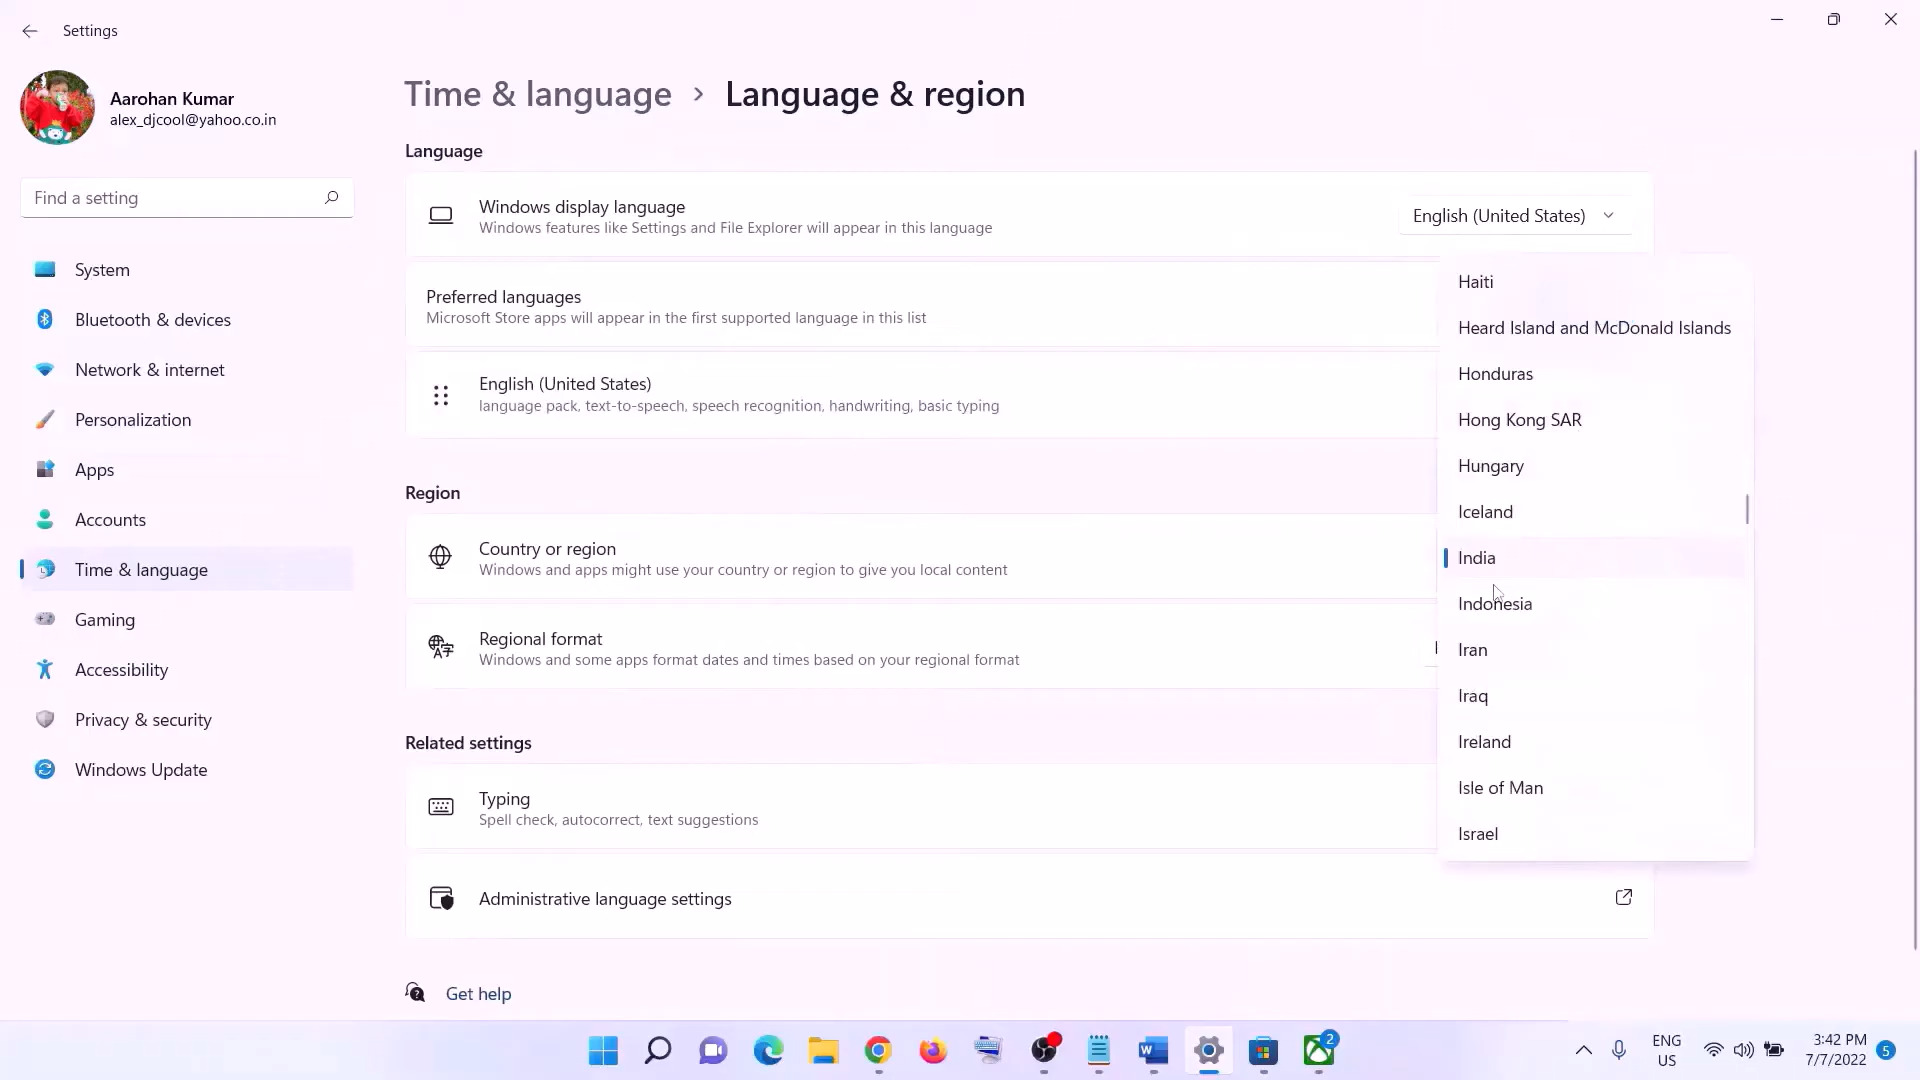 Settings
Aarohan Kumar
alex_djcool@yahoo.co.in
Find a setting
System
Bluetooth & devices
Network & internet
Personalization
Apps
Accounts
Time & language
Gaming
Accessibility
Privacy & security
Windows Update
Time & language > Language & region
Language
Windows display language
Windows features like Settings and File Explorer will appear in this language
English (United States)
Preferred languages
Microsoft Store apps will appear in the first supported language in this list
English (United States)
language pack, text-to-speech, speech recognition, handwriting, basic typing
Region
Country or region
Windows and apps might use your country or region to give you local content
Regional format
Windows and some apps format dates and times based on your regional format
Related settings
Typing
Spell check, autocorrect, text suggestions
Administrative language settings
Get help
Haiti
Heard Island and McDonald Islands
Honduras
Hong Kong SAR
Hungary
Iceland
India
Indonesia
Iran
Iraq
Ireland
Isle of Man
Israel
2
ENG
US
3:42 PM
7/7/2022
5